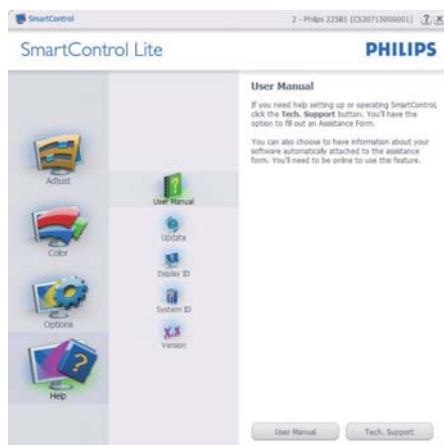 SmartControl
2 - Philips 225B1 (CS30715000001)
? X
SmartControl Lite
PHILIPS
Adjust
Color
Options
Help
User Manual
Update
Display ID
System ID
X.X
Version
User Manual
If you need help setting up or operating SmartControl,
click the Tech. Support button. You'll have the
option to fill out an Assistance Form.
You can also choose to have information about your
software automatically attached to the assistance
form. You'll need to be online to use this feature.
User Manual
Tech. Support